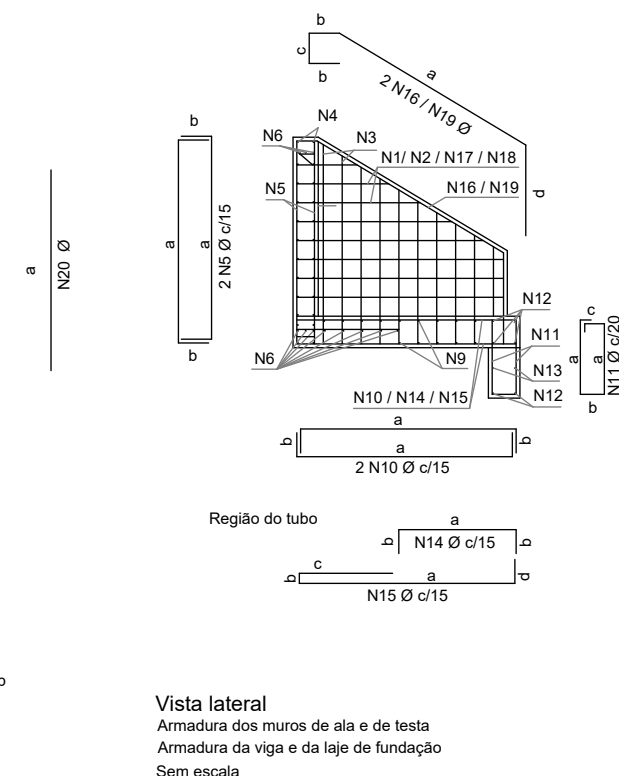 b
c
a
b
2 N16 / N19 Ø
d
N4
N6
N3
N1/ N2 / N17 / N18
N5
N16 / N19
b
a
a
2 N5 Ø c/15
b
a
N20 Ø
N12
c
N11
a
a
N11 Ø c/20
N13
N6
N9
N10 / N14 / N15
N12
b
a
b
a
b
2 N10 Ø c/15
Região do tubo
a
b
N14 Ø c/15
b
c
b
a
d
N15 Ø c/15
Vista lateral
Armadura dos muros de ala e de testa
Armadura da viga e da laje de fundação
Sem escala